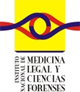 INSTITUTO
NACIONAL DE
MEDICINA
LEGAL Y
CIENCIAS
FORENSES